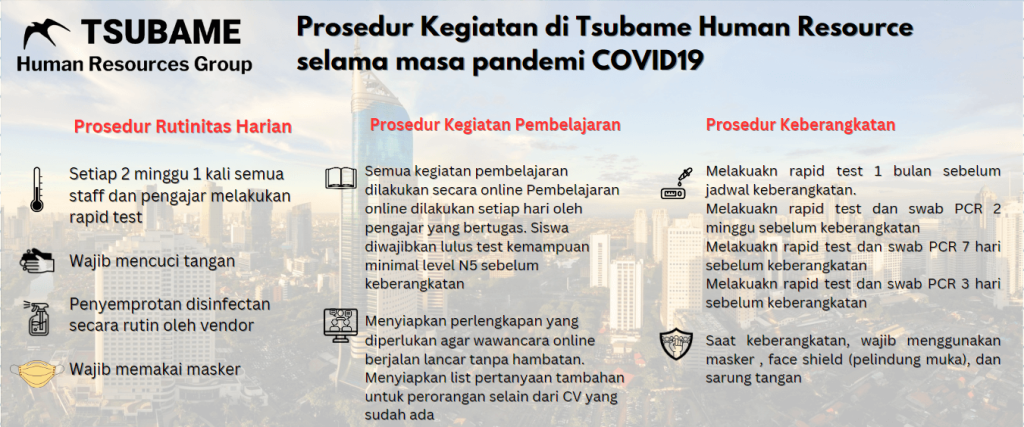 TSUBAME
Human Resources Group
Prosedur Kegiatan di Tsubame Human Resource
selama masa pandemi COVID19
Prosedur Rutinitas Harian
Setiap 2 minggu 1 kali semua
staff dan pengajar melakukan
rapid test
Wajib mencuci tangan
Penyemprotan disinfectan
secara rutin oleh vendor
Wajib memakai masker
Prosedur Kegiatan Pembelajaran
Semua kegiatan pembelajaran
dilakukan secara online Pembelajaran
online dilakukan setiap hari oleh
pengajar yang bertugas. Siswa
diwajibkan lulus test kemampuan
minimal level N5 sebelum
keberangkatan
Menyiapkan perlengkapan yang
diperlukan agar wawancara online
berjalan lancar tanpa hambatan.
Menyiapkan list pertanyaan tambahan
untuk perorangan selain dari CV yang
sudah ada
Prosedur Keberangkatan
Melakuakn rapid test 1 bulan sebelum
jadwal keberangkatan.
Melakuakn rapid test dan swab PCR 2
minggu sebelum keberangkatan
Melakuakn rapid test dan swab PCR 7 hari
sebelum keberangkatan
Melakuakn rapid test dan swab PCR 3 hari
sebelum keberangkatan
Saat keberangkatan, wajib menggunakan
masker , face shield (pelindung muka), dan
sarung tangan